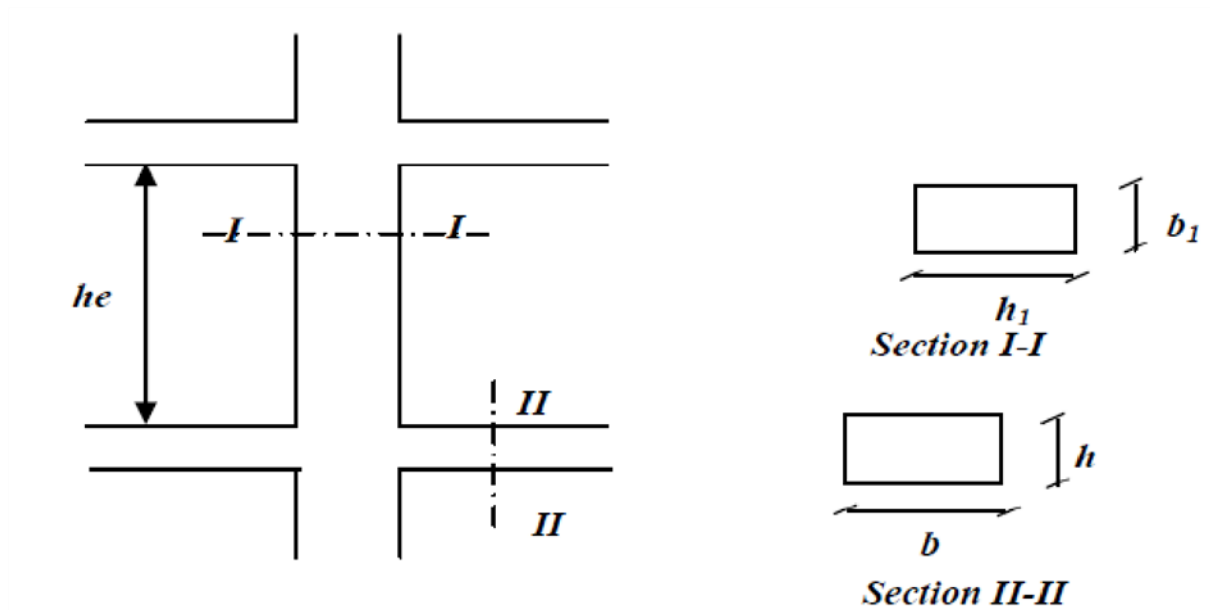 I I
he
II
II
b₁
h₁
Section I-I
h
b
Section II-II